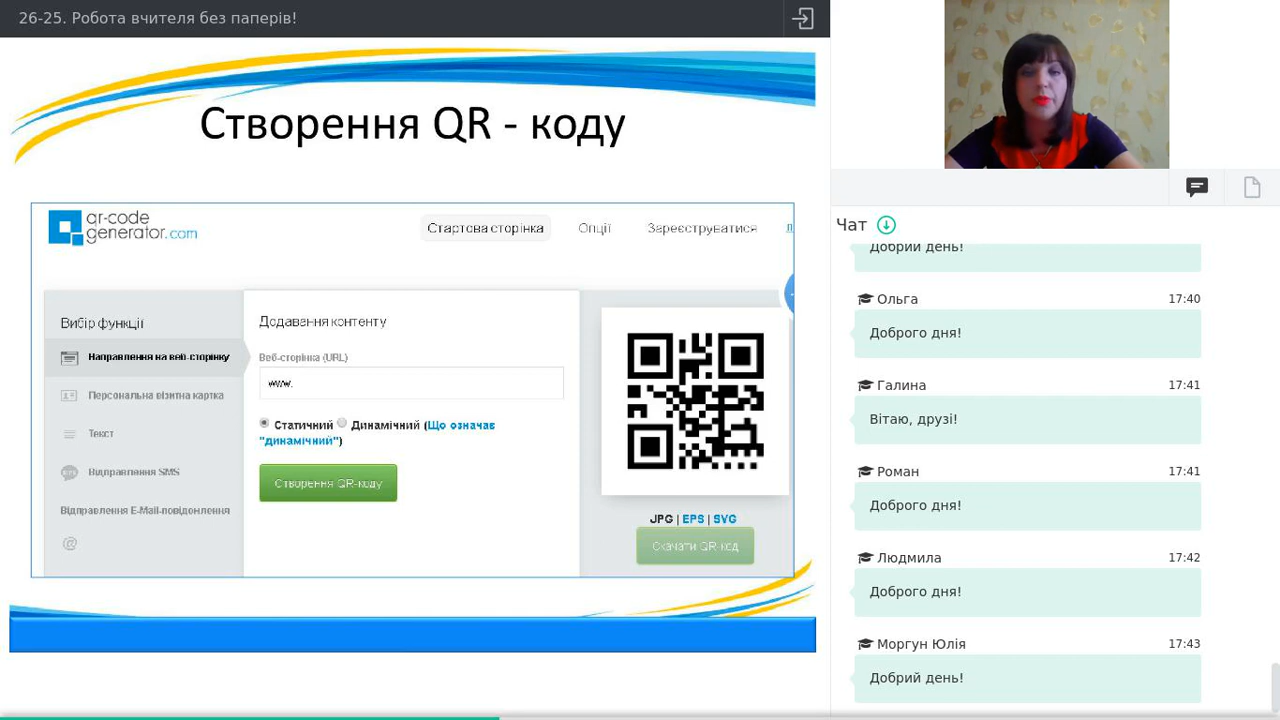 26-25. Робота вчителя без паперів!
Створення QR - коду
qr-code
generator.com
Стартова сторінка
Опції
Зареєструватися
Вибір функції
Направлення на веб-сторінку
Персональна візитна картка
Текст
Відправлення SMS
Відправлення E-Mail-повідомлення
@
Додавання контенту
Веб-сторінка (URL)
www.
Статичний Динамічний (Що означає
"динамічний")
Створення QR-коду
JPG | EPS | SVG
Скачати QR-код
Чат
Добрий день!
Ольга 17:40
Доброго дня!
Галина 17:41
Вітаю, друзі!
Роман 17:41
Доброго дня!
Людмила 17:42
Доброго дня!
Моргун Юлія 17:43
Добрий день!